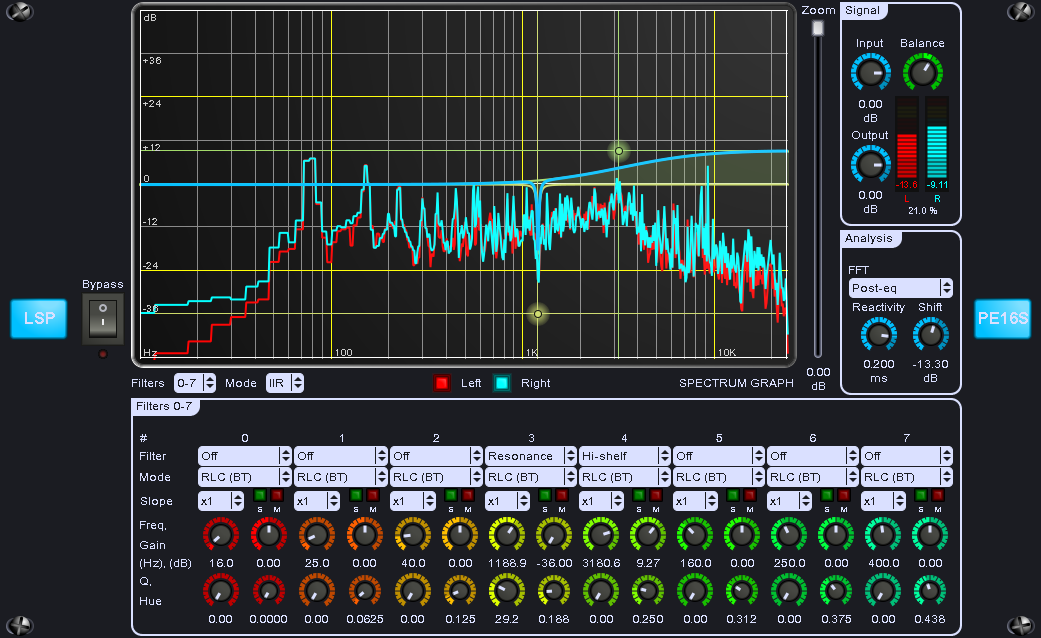 dB
+36
+24
+12
0
-12
-24
-36
Hz 100 1K 10K
Zoom
0.00
dB
Signal
Input Balance
0.00
dB
Output
0.00
dB
-13.6 -9.11
L R
21.0 %
Analysis
FFT
Post-eq
Reactivity Shift
0.200 -13.30
ms dB
LSP
Bypass
PE16S
Filters 0-7 Mode IIR Left Right SPECTRUM GRAPH
Filters 0-7
# 0 1 2 3 4 5 6 7
Filter Off Off Off Resonance Hi-shelf Off Off Off
Mode RLC (BT) RLC (BT) RLC (BT) RLC (BT) RLC (BT) RLC (BT) RLC (BT) RLC (BT)
Slope x1 x1 x1 x1 x1 x1 x1 x1
S M S M S M S M S M S M S M S M
Freq,
Gain
(Hz), (dB) 16.0 0.00 25.0 0.00 40.0 0.00 1188.9 -36.00 3180.6 9.27 160.0 0.00 250.0 0.00 400.0 0.00
Q,
Hue
0.00 0.0000 0.00 0.0625 0.00 0.125 29.2 0.188 0.00 0.250 0.00 0.312 0.00 0.375 0.00 0.438